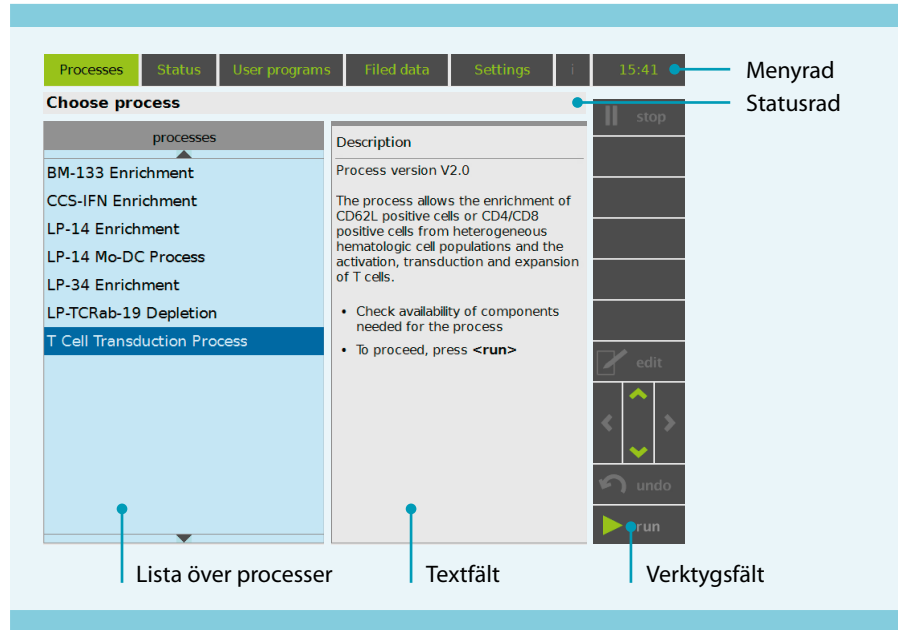 Processes Status User programs Filed data Settings i 15:41
Menyrad
Choose process
Statusrad
stop
processes
BM-133 Enrichment
CCS-IFN Enrichment
LP-14 Enrichment
LP-14 Mo-DC Process
LP-34 Enrichment
LP-TCRab-19 Depletion
T Cell Transduction Process
Description
Process version V2.0
The process allows the enrichment of
CD62L positive cells or CD4/CD8
positive cells from heterogeneous
hematologic cell populations and the
activation, transduction and expansion
of T cells.
• Check availability of components
needed for the process
• To proceed, press <run>
edit
undo
run
Lista över processer
Textfält
Verktygsfält